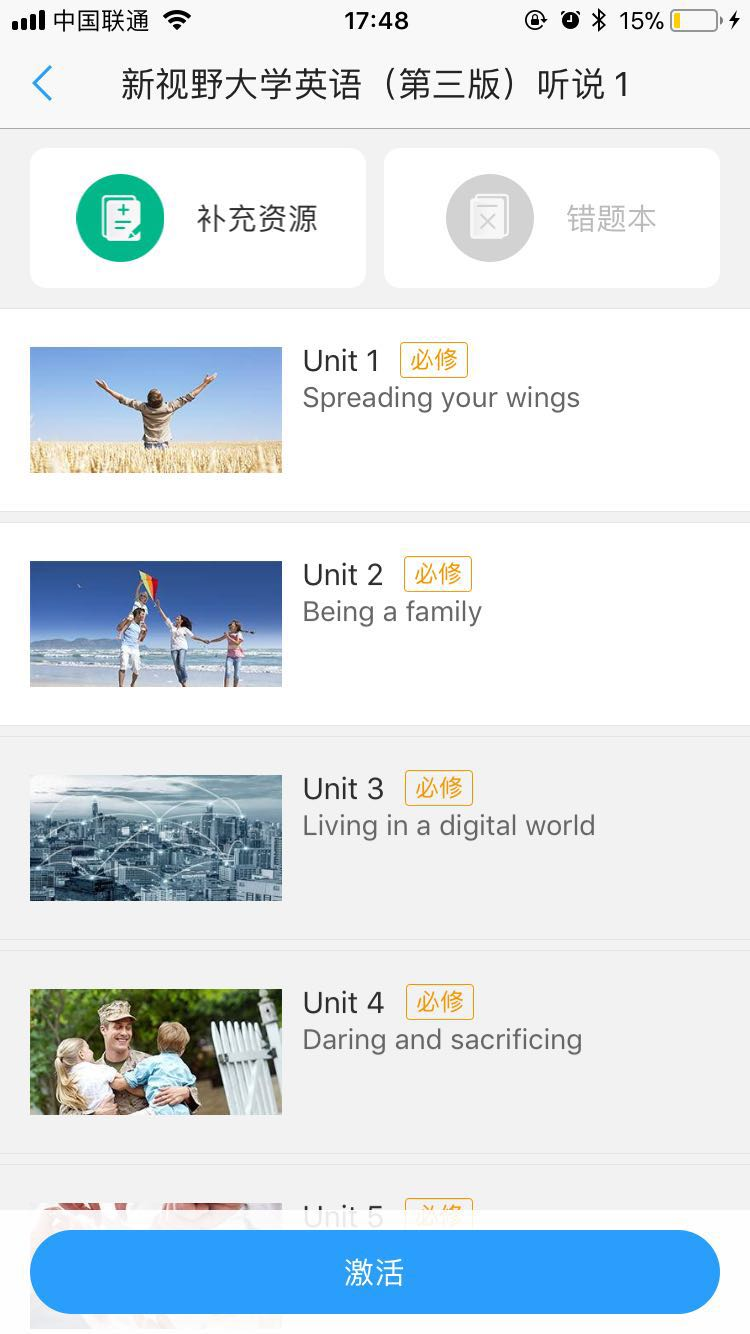 中国联通 17:48 15%
新视野大学英语（第三版）听说 1
补充资源 错题本
Unit 1 必修
Spreading your wings
Unit 2 必修
Being a family
Unit 3 必修
Living in a digital world
Unit 4 必修
Daring and sacrificing
Unit 5 必修
激活